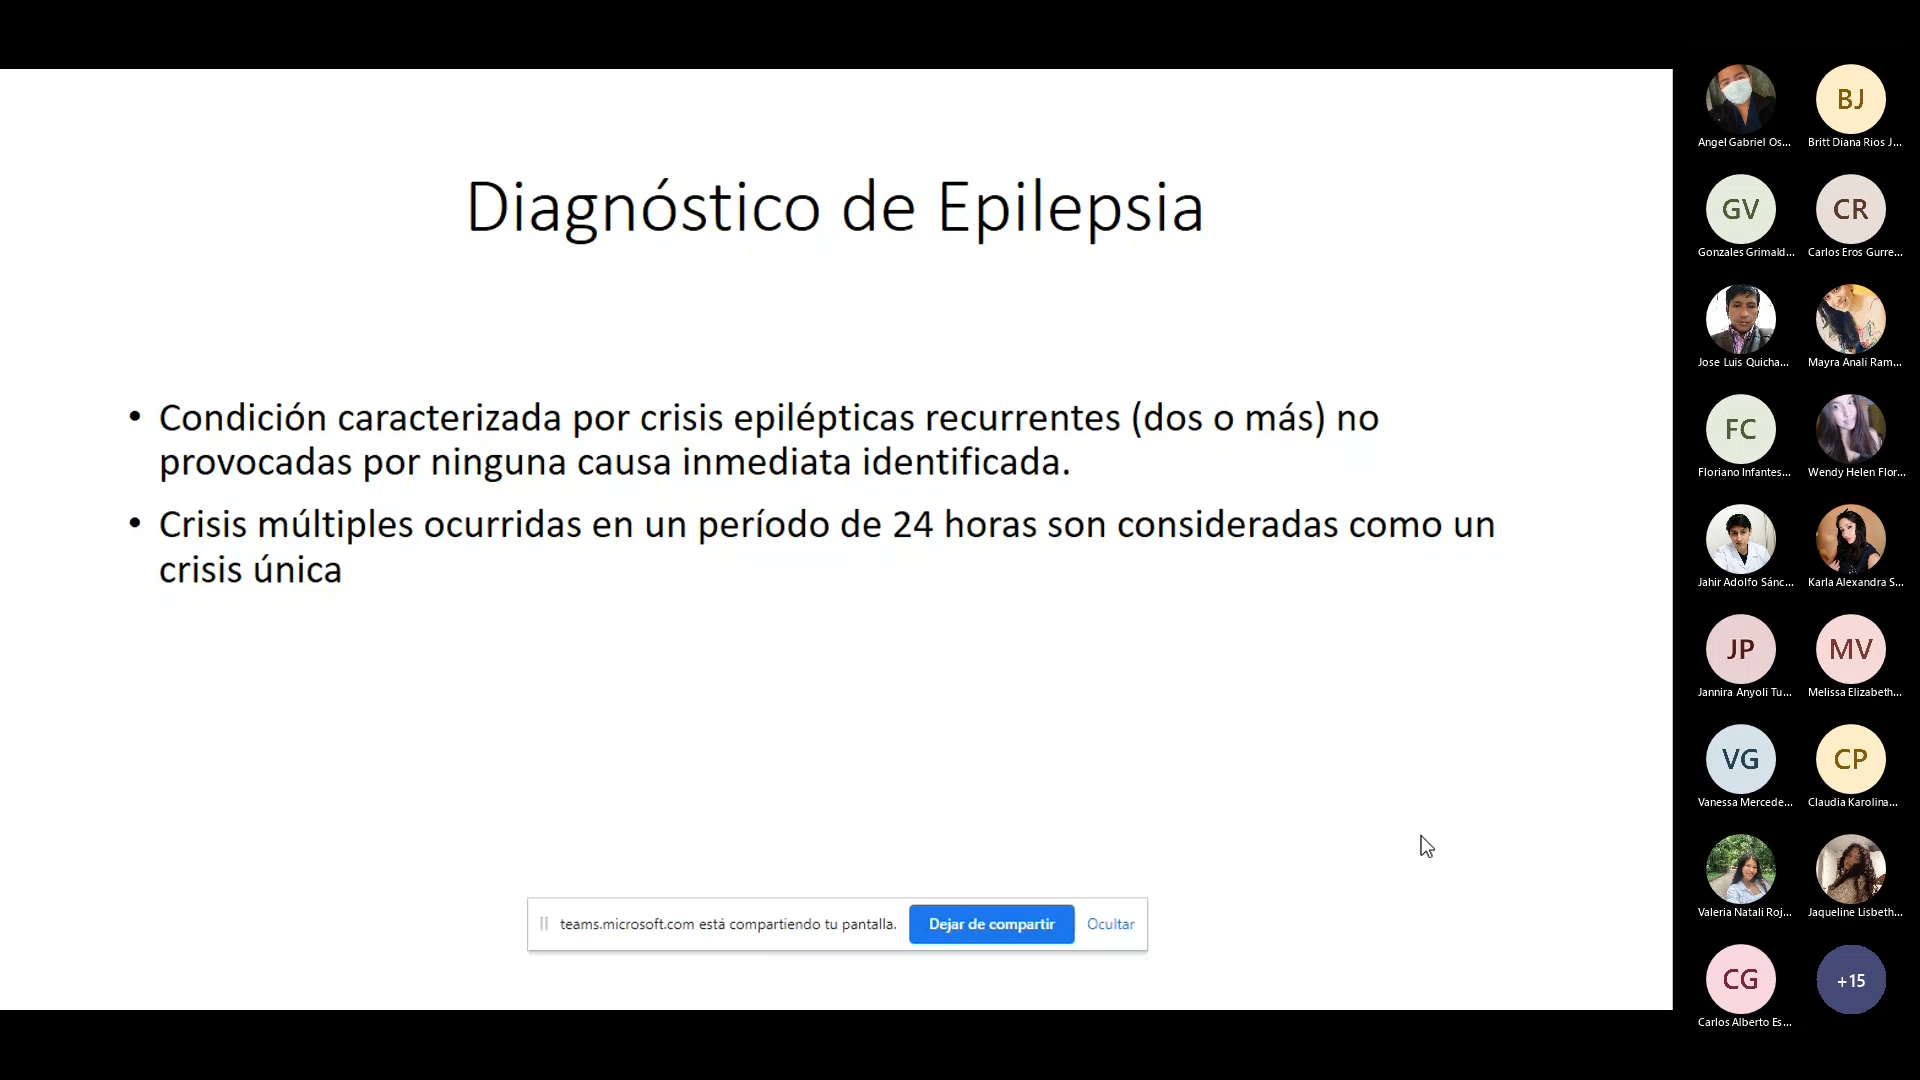 Diagnóstico de Epilepsia
• Condición caracterizada por crisis epilépticas recurrentes (dos o más) no
provocadas por ninguna causa inmediata identificada.
• Crisis múltiples ocurridas en un período de 24 horas son consideradas como un
crisis única
teams.microsoft.com está compartiendo tu pantalla. Dejar de compartir Ocultar
BJ
Angel Gabriel Os... Britt Diana Rios J...
GV CR
Gonzales Grimald... Carlos Eros Gurre...
Jose Luis Quicha... Mayra Anali Ram...
FC
Floriano Infantes... Wendy Helen Flor...
Jahir Adolfo Sánc... Karla Alexandra S...
JP MV
Jannira Anyoli Tu... Melissa Elizabeth...
VG CP
Vanessa Mercede... Claudia Karolina...
Valeria Natali Roj... Jaqueline Lisbeth...
CG +15
Carlos Alberto Es...